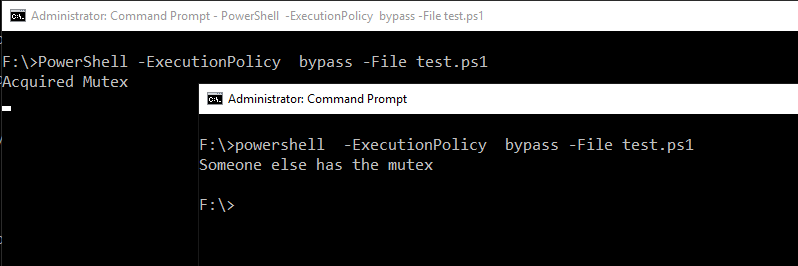 Administrator: Command Prompt - PowerShell  -ExecutionPolicy  bypass -File test.ps1
F:\>PowerShell -ExecutionPolicy  bypass -File test.ps1
Acquired Mutex
Administrator: Command Prompt
F:\>powershell  -ExecutionPolicy  bypass -File test.ps1
Someone else has the mutex
F:\>